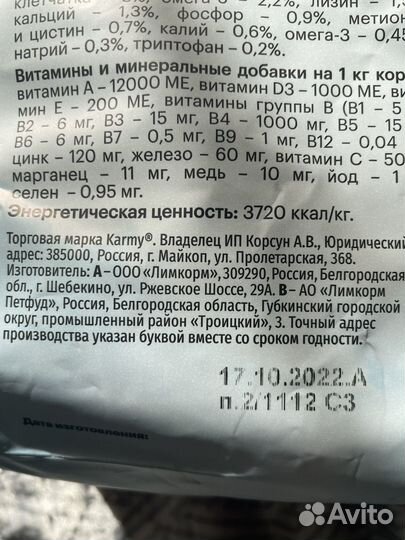 клетчатка – 3%, омега-6 – 2,2%, лизин – 1,
кальций – 1,3%, фосфор – 0,9%, метион
и цистин – 0,7%, калий – 0,6%, омега-3 – 0,45
натрий – 0,3%, триптофан – 0,2%.
Витамины и минеральные добавки на 1 кг кор
витамин А – 12000 МЕ, витамин D3 – 1000 МЕ, ви
мин Е – 200 МЕ, витамины группы В (В1 – 5
В2 – 6 мг, В3 – 15 мг, В4 – 1000 мг, В5 – 15
В6 – 6 мг, В7 – 0,5 мг, В9 – 1 мг, В12 – 0,04
цинк – 120 мг, железо – 60 мг, витамин С – 50
марганец – 11 мг, медь – 10 мг, йод – 1
селен – 0,95 мг.
Энергетическая ценность: 3720 ккал/кг.
Торговая марка Karmy®. Владелец ИП Корсун А.В., Юридический
адрес: 385000, Россия, г. Майкоп, ул. Пролетарская, 368.
Изготовитель: А – ООО «Лимкорм», 309290, Россия, Белгородская
обл., г. Шебекино, ул. Ржевское Шоссе, 29А. В – АО «Лимкорм
Петфуд», Россия, Белгородская область, Губкинский городской
округ, промышленный район «Троицкий», 3. Точный адрес
производства указан буквой вместе со сроком годности.
17.10.2022.А
п.2/1112 С3
Дата изготовления:
Avito